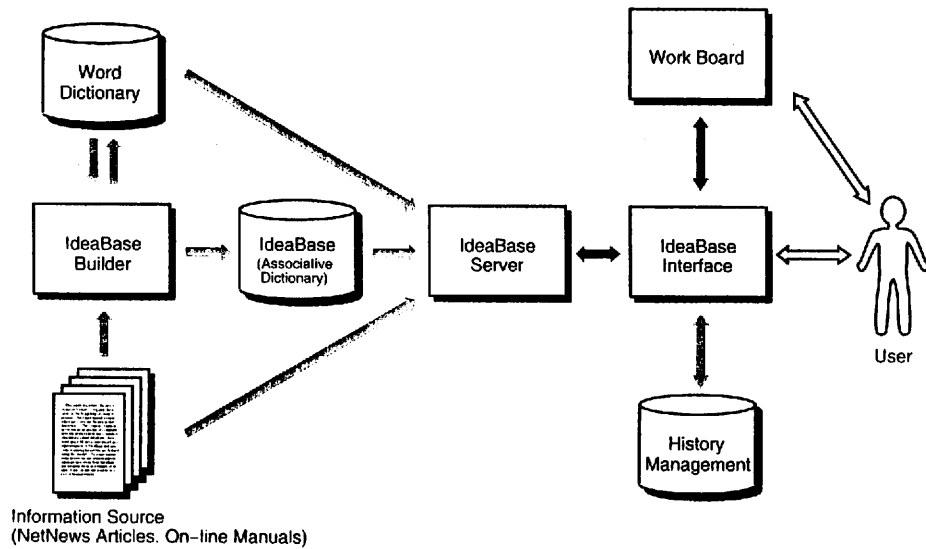 Word
Dictionary
Work Board
IdeaBase
Builder
IdeaBase
(Associalive
Dictionary)
IdeaBase
Server
IdeaBase
Interface
User
History
Management
Information Source
(NetNews Articles. On-line Manuals)